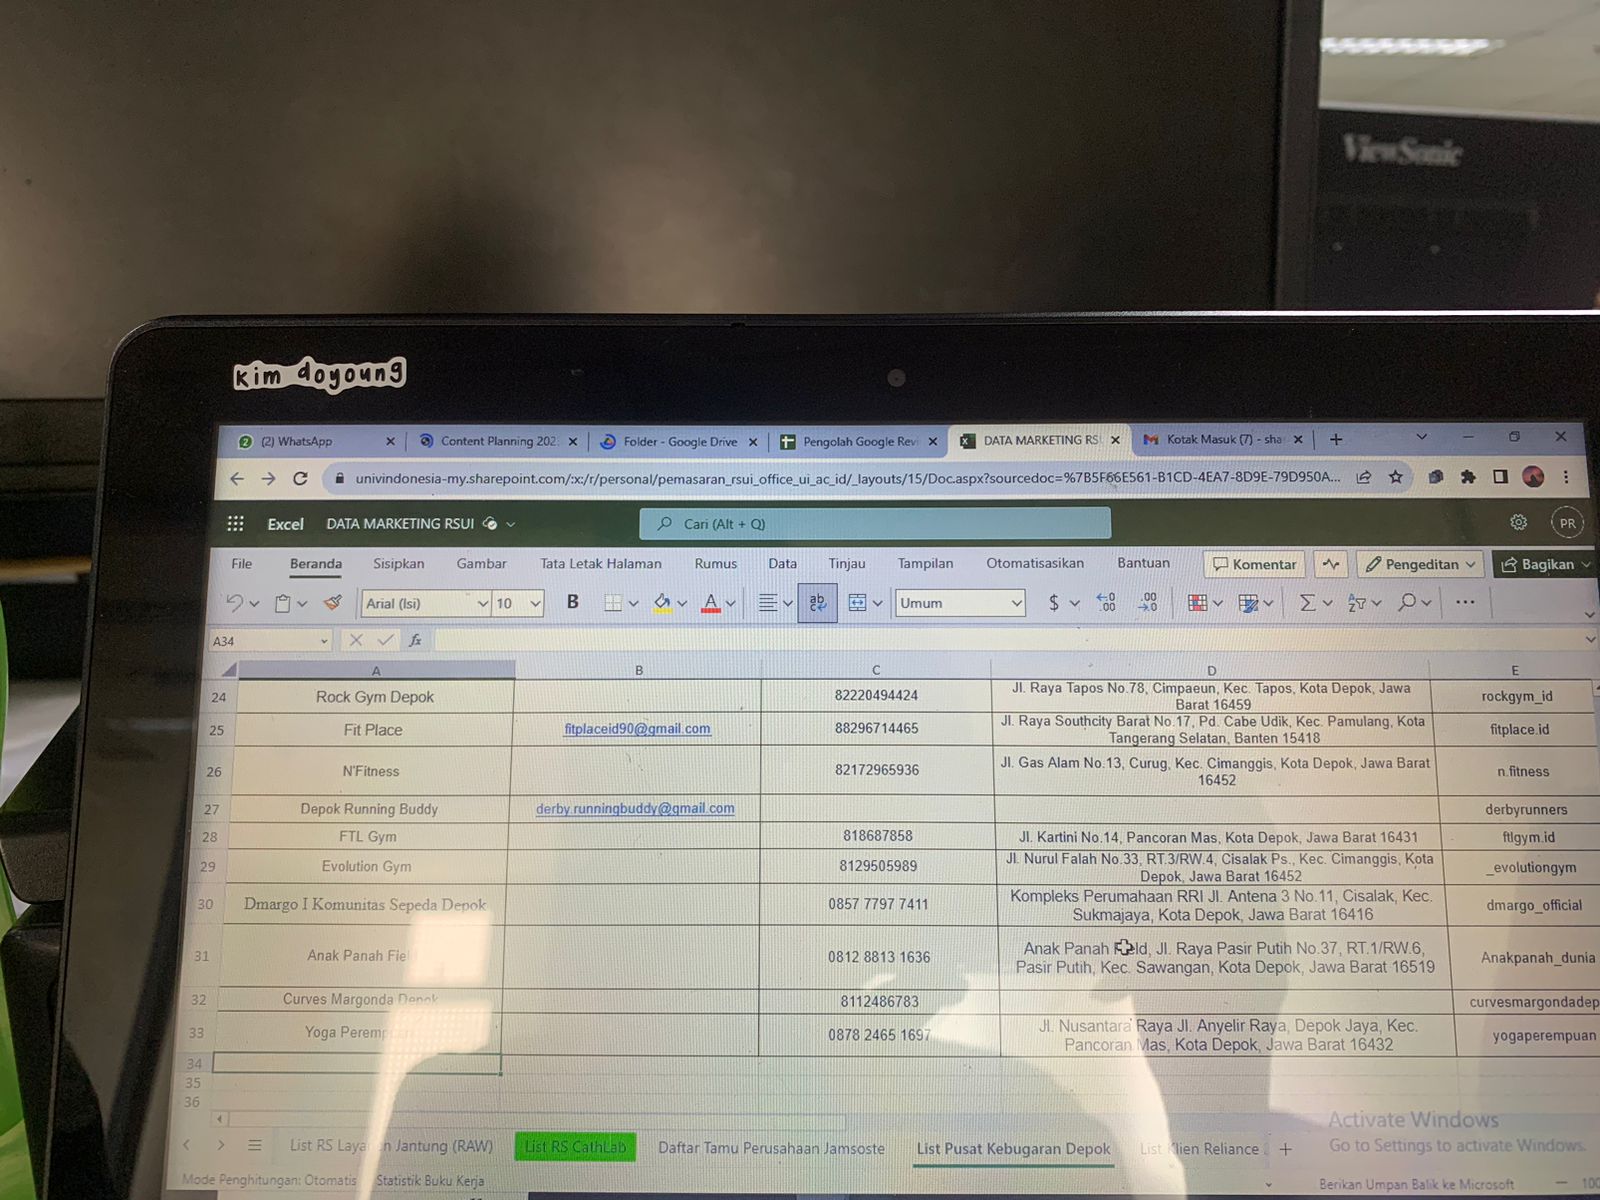 ViewSonic
kim doyoung
(2) WhatsApp
Content Planning 202
Folder - Google Drive
Pengolah Google Revi
DATA MARKETING RS
Kotak Masuk (7) - sha
univindonesia-my.sharepoint.com/:x:/r/personal/pemasaran_rsui_office_ui_ac_id/_layouts/15/Doc.aspx?sourcedoc=%7B5F66E561-B1CD-4EA7-8D9E-79D950A...
Excel DATA MARKETING RSUI Cari (Alt + Q) PR
File Beranda Sisipkan Gambar Tata Letak Halaman Rumus Data Tinjau Tampilan Otomatisasikan Bantuan Komentar Pengeditan Bagikan
Arial (Isi) 10 B Umum
A34 fx
A B C D E
24 Rock Gym Depok 82220494424 Jl. Raya Tapos No.78, Cimpaeun, Kec. Tapos, Kota Depok, Jawa Barat 16459 rockgym_id
25 Fit Place fitplaceid90@gmail.com 88296714465 Jl. Raya Southcity Barat No.17, Pd. Cabe Udik, Kec. Pamulang, Kota Tangerang Selatan, Banten 15418 fitplace.id
26 N'Fitness 82172965936 Jl. Gas Alam No.13, Curug, Kec. Cimanggis, Kota Depok, Jawa Barat 16452 n.fitness
27 Depok Running Buddy derby.runningbuddy@gmail.com derbyrunners
28 FTL Gym 818687858 Jl. Kartini No.14, Pancoran Mas, Kota Depok, Jawa Barat 16431 ftlgym.id
29 Evolution Gym 8129505989 Jl. Nurul Falah No.33, RT.3/RW.4, Cisalak Ps., Kec. Cimanggis, Kota Depok, Jawa Barat 16452 _evolutiongym
30 Dmargo I Komunitas Sepeda Depok 0857 7797 7411 Kompleks Perumahan RRI Jl. Antena 3 No.11, Cisalak, Kec. Sukmajaya, Kota Depok, Jawa Barat 16416 dmargo_official
31 Anak Panah 0812 8813 1636 Anak Panah Field, Jl. Raya Pasir Putih No.37, RT.1/RW.6, Pasir Putih, Kec. Sawangan, Kota Depok, Jawa Barat 16519 Anakpanah_dunia
32 Curves Margonda Depok 8112486783 curvesmargondadep
33 Yoga 0878 2465 1697 Jl. Nusantara Raya Jl. Anyelir Raya, Depok Jaya, Kec. Pancoran Mas, Kota Depok, Jawa Barat 16432 yogaperempuan
34
35
36
Activate Windows
Go to Settings to activate Windows.
List RS Jantung (RAW) List RS CathLab Daftar Tamu Perusahaan Jamsoste List Pusat Kebugaran Depok List Klien Reliance
Mode Penghitungan: Otomatis Statistik Buku Kerja Berikan Umpan Balik ke Microsoft 100